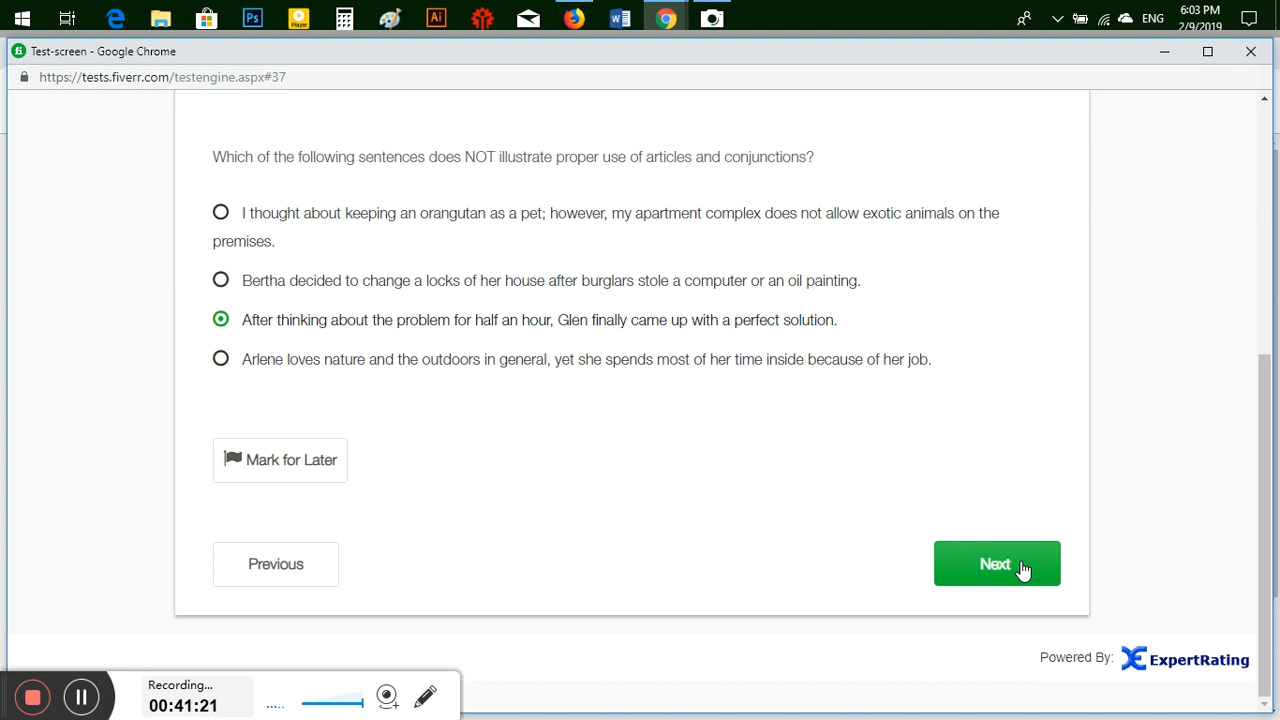 Ps
Player
Ai
W
ENG
6:03 PM
2/9/2019
fi Test-screen - Google Chrome
https://tests.fiverr.com/testengine.aspx#37
Which of the following sentences does NOT illustrate proper use of articles and conjunctions?
I thought about keeping an orangutan as a pet; however, my apartment complex does not allow exotic animals on the
premises.
Bertha decided to change a locks of her house after burglars stole a computer or an oil painting.
After thinking about the problem for half an hour, Glen finally came up with a perfect solution.
Arlene loves nature and the outdoors in general, yet she spends most of her time inside because of her job.
Mark for Later
Previous
Next
Powered By: ExpertRating
Recording...
00:41:21